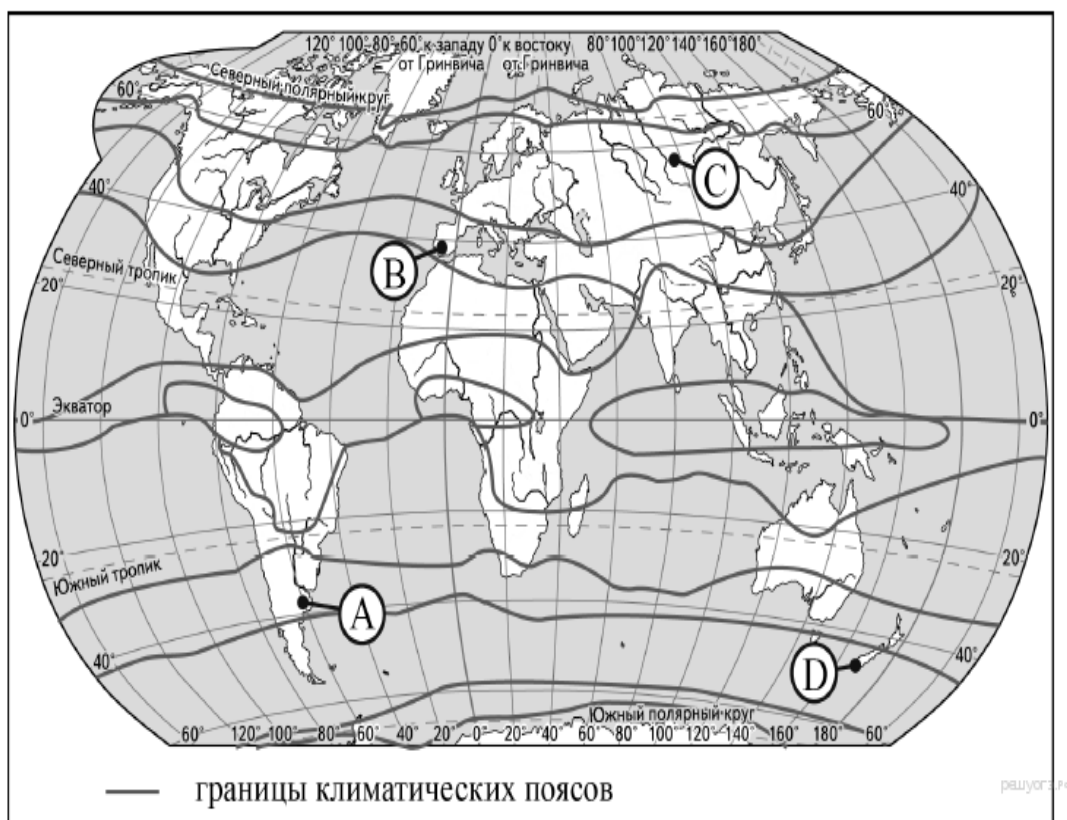 120° 100° 80° 60° к западу 0° к востоку 80° 100° 120° 140° 160° 180°
от Гринвича от Гринвича
Северный полярный круг
60° 60°
C
40° 40°
B
Северный тропик
20° 20°
Экватор
0° 0°
20° 20°
Южный тропик
A
40° 40°
D
Южный полярный круг
60° 120° 100° 80° 60° 40° 20° 0° 20° 40° 60° 80° 100° 120° 140° 160° 180° 60°
границы климатических поясов